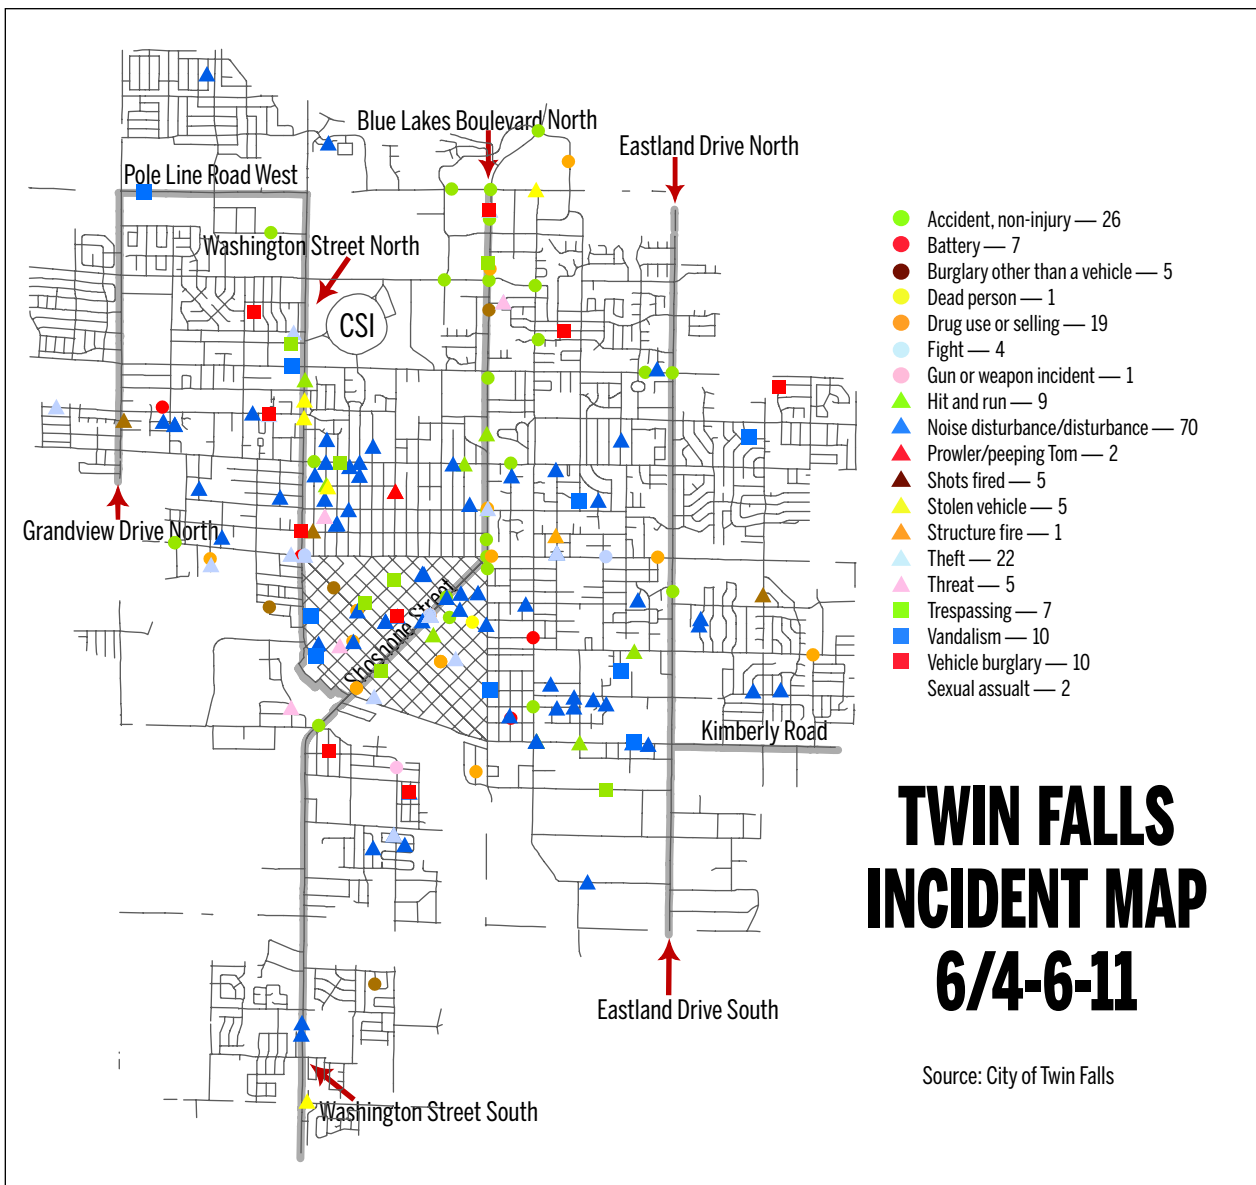 Blue Lakes Boulevard North
Eastland Drive North
Pole Line Road West
Washington Street North
CSI
Grandview Drive North
Shoshone Street
Kimberly Road
Eastland Drive South
Washington Street South
Accident, non-injury — 26
Battery — 7
Burglary other than a vehicle — 5
Dead person — 1
Drug use or selling — 19
Fight — 4
Gun or weapon incident — 1
Hit and run — 9
Noise disturbance/disturbance — 70
Prowler/peeping Tom — 2
Shots fired — 5
Stolen vehicle — 5
Structure fire — 1
Theft — 22
Threat — 5
Trespassing — 7
Vandalism — 10
Vehicle burglary — 10
Sexual assualt — 2
TWIN FALLS
INCIDENT MAP
6/4-6-11
Source: City of Twin Falls